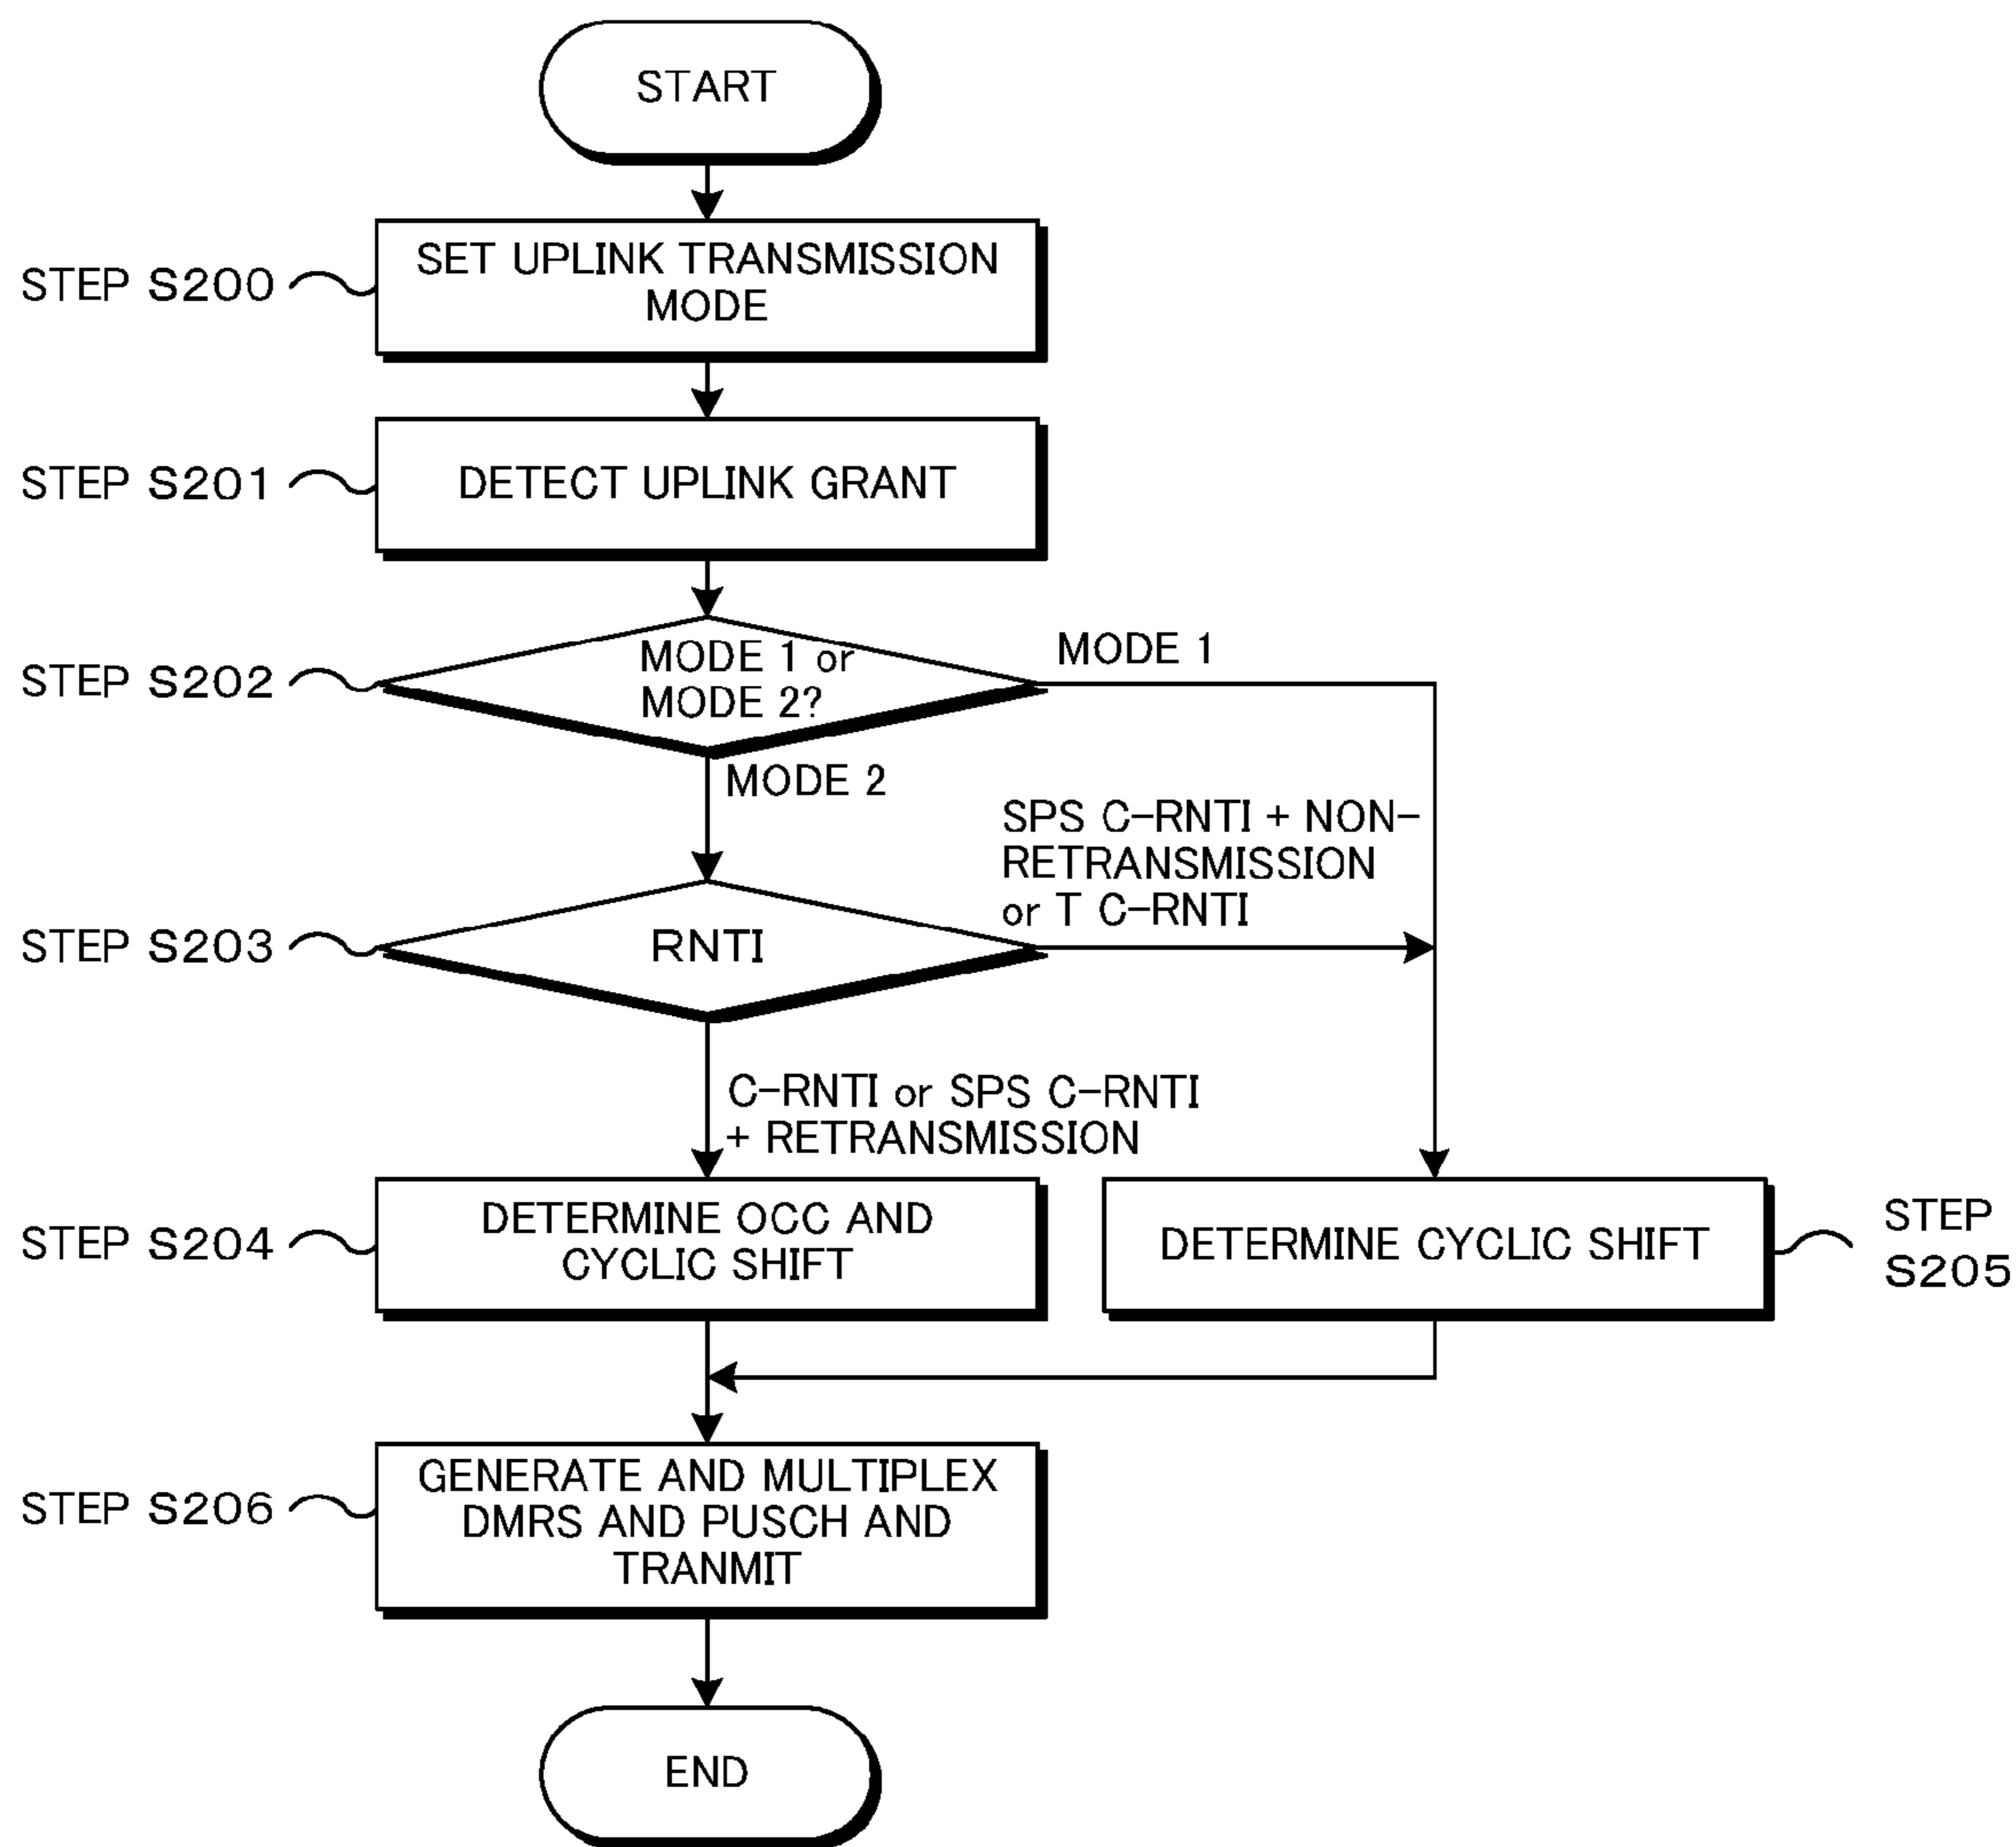 START
STEP S200
SET UPLINK TRANSMISSION
MODE
STEP S201
DETECT UPLINK GRANT
STEP S202
MODE 1 or
MODE 2?
MODE 1
MODE 2
SPS C-RNTI + NON-
RETRANSMISSION
or T C-RNTI
STEP S203
RNTI
C-RNTI or SPS C-RNTI
+ RETRANSMISSION
STEP S204
DETERMINE OCC AND
CYCLIC SHIFT
DETERMINE CYCLIC SHIFT
STEP
S205
STEP S206
GENERATE AND MULTIPLEX
DMRS AND PUSCH AND
TRANMIT
END